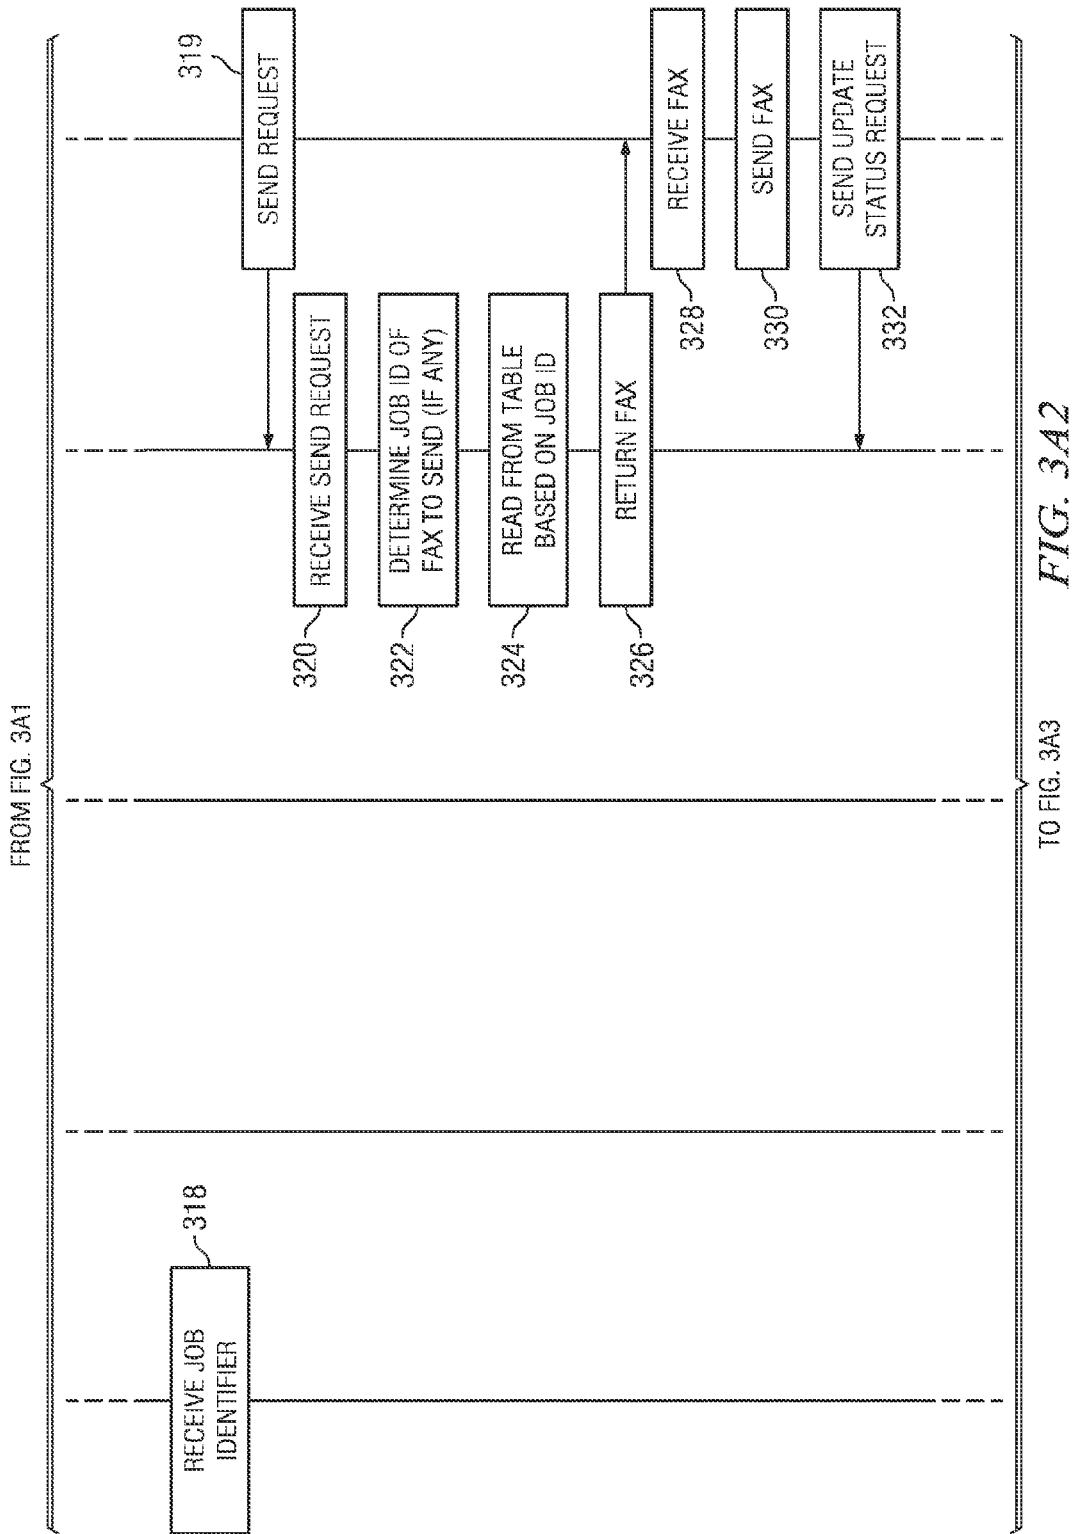 FROM FIG. 3A1
RECEIVE JOB
IDENTIFIER
318
SEND REQUEST
319
RECEIVE SEND REQUEST
320
DETERMINE JOB ID OF
FAX TO SEND (IF ANY)
322
READ FROM TABLE
BASED ON JOB ID
324
RETURN FAX
326
RECEIVE FAX
328
SEND FAX
330
SEND UPDATE
STATUS REQUEST
332
TO FIG. 3A3
FIG. 3A2